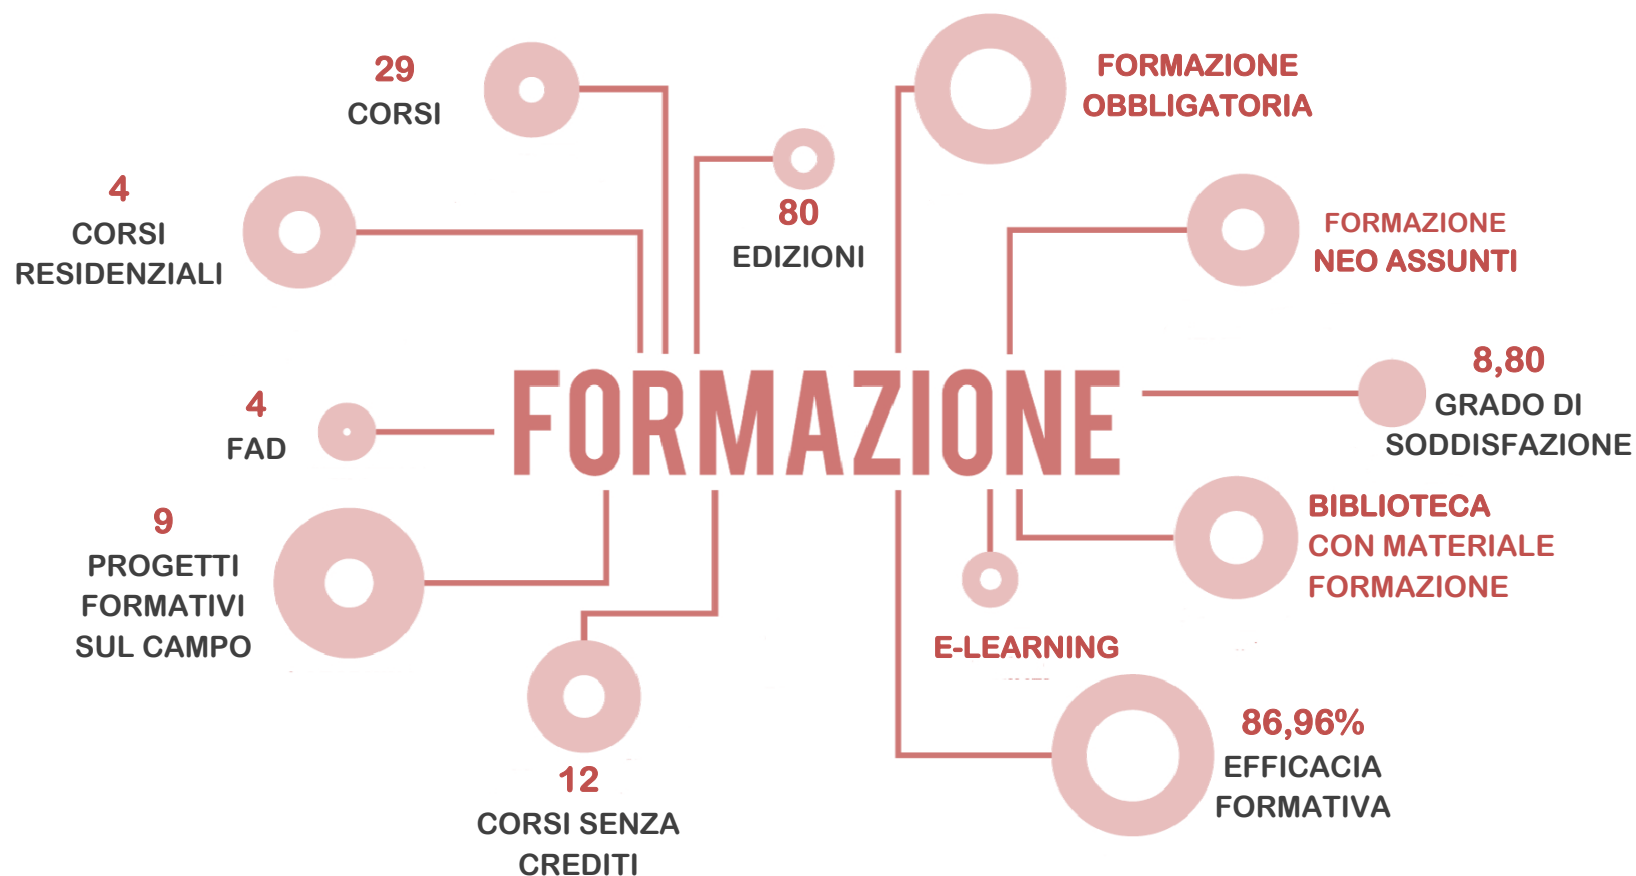 29
CORSI
4
CORSI
RESIDENZIALI
80
EDIZIONI
FORMAZIONE
OBBLIGATORIA
FORMAZIONE
NEO ASSUNTI
FORMAZIONE
8,80
GRADO DI
SODDISFAZIONE
4
FAD
9
PROGETTI
FORMATIVI
SUL CAMPO
12
CORSI SENZA
CREDITI
E-LEARNING
BIBLIOTECA
CON MATERIALE
FORMAZIONE
86,96%
EFFICACIA
FORMATIVA